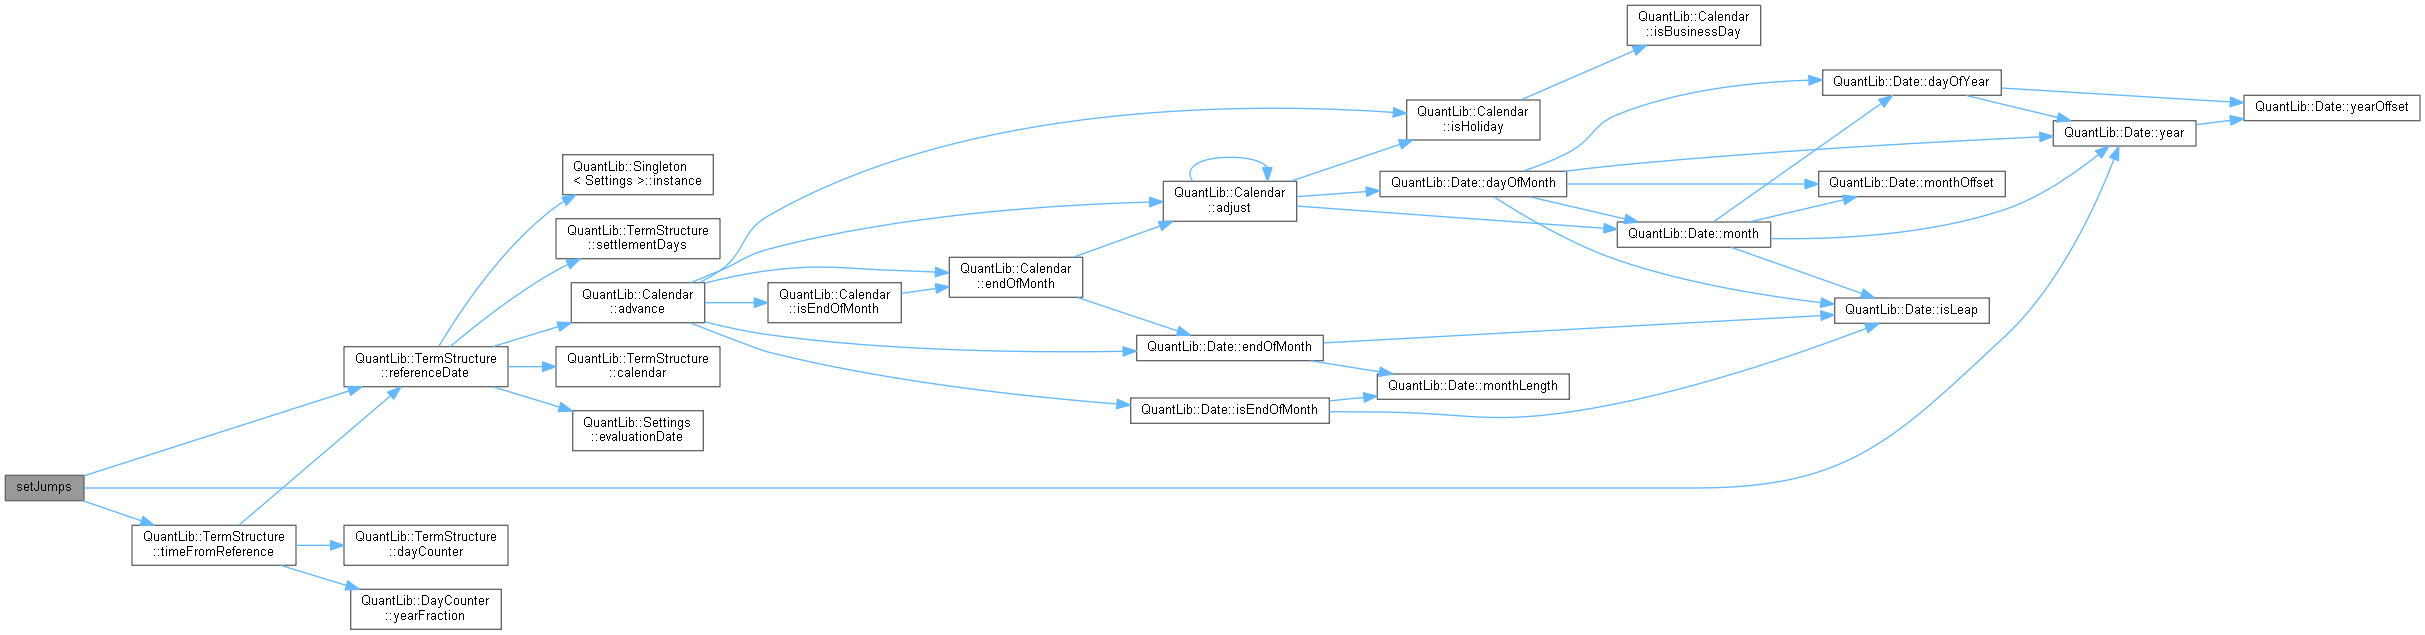 QuantLib::Calendar
::isBusinessDay
QuantLib::Date::dayOfYear
QuantLib::Date::yearOffset
QuantLib::Calendar
::isHoliday
QuantLib::Date::year
QuantLib::Singleton
< Settings >::instance
QuantLib::Calendar
::adjust
QuantLib::Date::dayOfMonth
QuantLib::Date::monthOffset
QuantLib::TermStructure
::settlementDays
QuantLib::Date::month
QuantLib::Calendar
::endOfMonth
QuantLib::Calendar
::advance
QuantLib::Calendar
::isEndOfMonth
QuantLib::Date::isLeap
QuantLib::Date::endOfMonth
QuantLib::TermStructure
::referenceDate
QuantLib::TermStructure
::calendar
QuantLib::Date::monthLength
QuantLib::Date::isEndOfMonth
QuantLib::Settings
::evaluationDate
setJumps
QuantLib::TermStructure
::timeFromReference
QuantLib::TermStructure
::dayCounter
QuantLib::DayCounter
::yearFraction